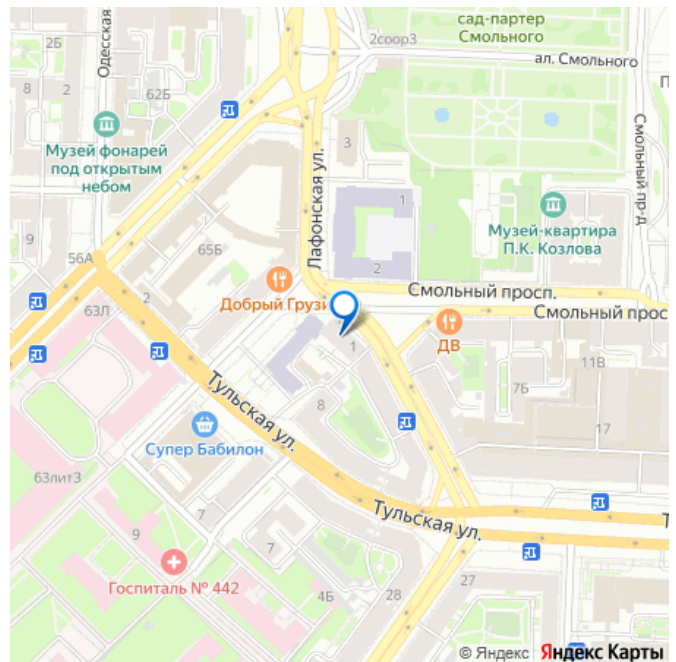 сад-партер
Смольного
2соор3
ал. Смольного
2Б
Одесская
8
2
62Б
П
3
Музей фонарей
под открытым
небом
Лафонская ул.
1
Смольный пр-д
Музей-квартира
П.К. Козлова
9
65Б
56А
2
Смольный просп.
Добрый Грузи
Смольный прос
63Л
2
ДВ
1
11В
7Б
8
Тульская ул.
17
Супер Бабилон
63лит3
7
Тульская ул.
Т
9
7
27
Госпиталь № 442
28
4Б
© Яндекс Яндекс Карты